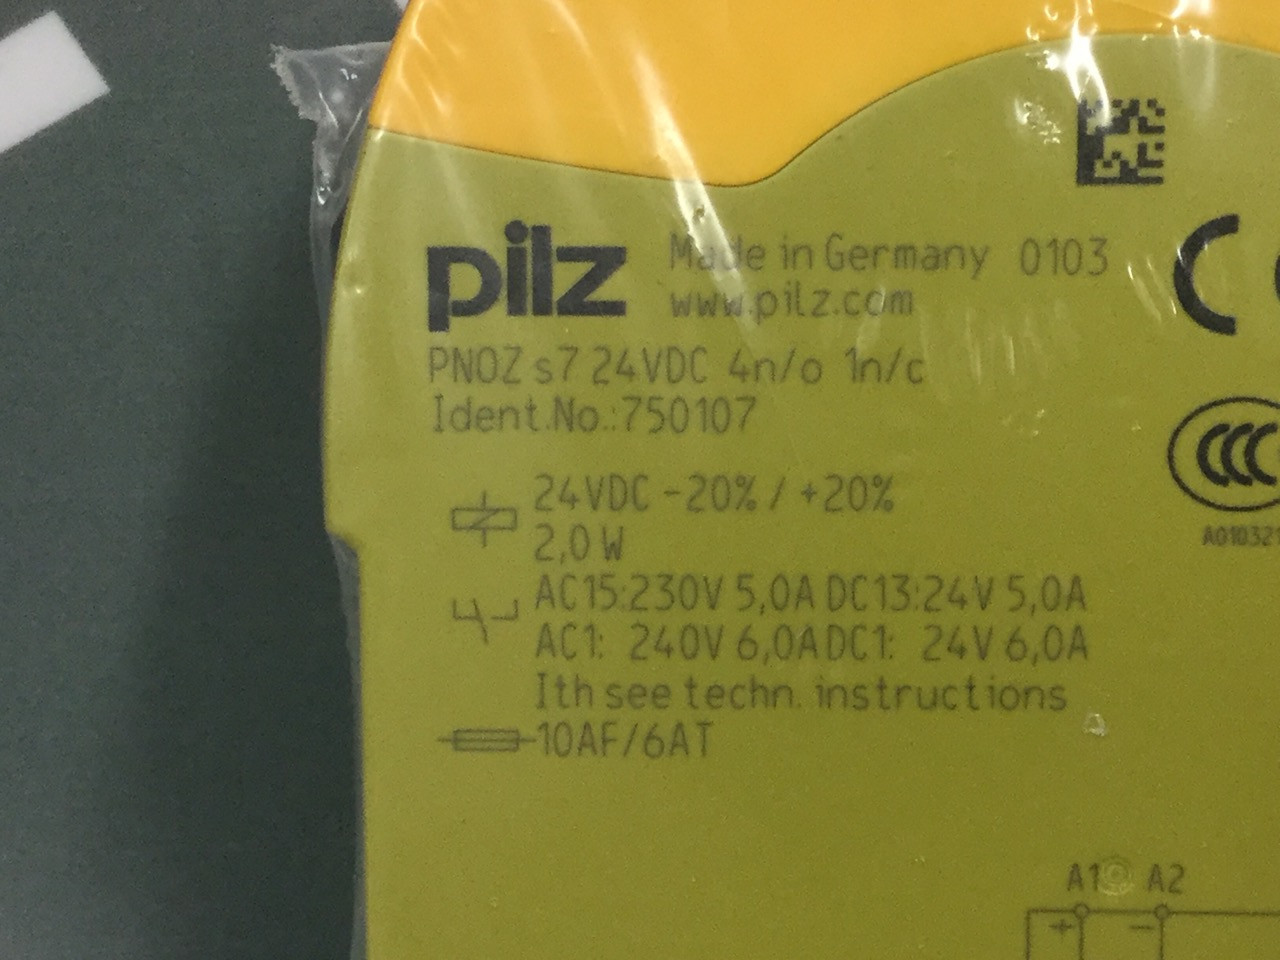 pilz Made in Germany 0103
www.pilz.com
PNOZ s7 24VDC 4n/o 1n/c
Ident.No.:750107
24VDC -20% / +20%
2,0 W
AC15:230V 5,0A DC13:24V 5,0A
AC1: 240V 6,0A DC1: 24V 6,0A
Ith see techn. instructions
10AF/6AT
CCC
A010321
A1 A2
+ −